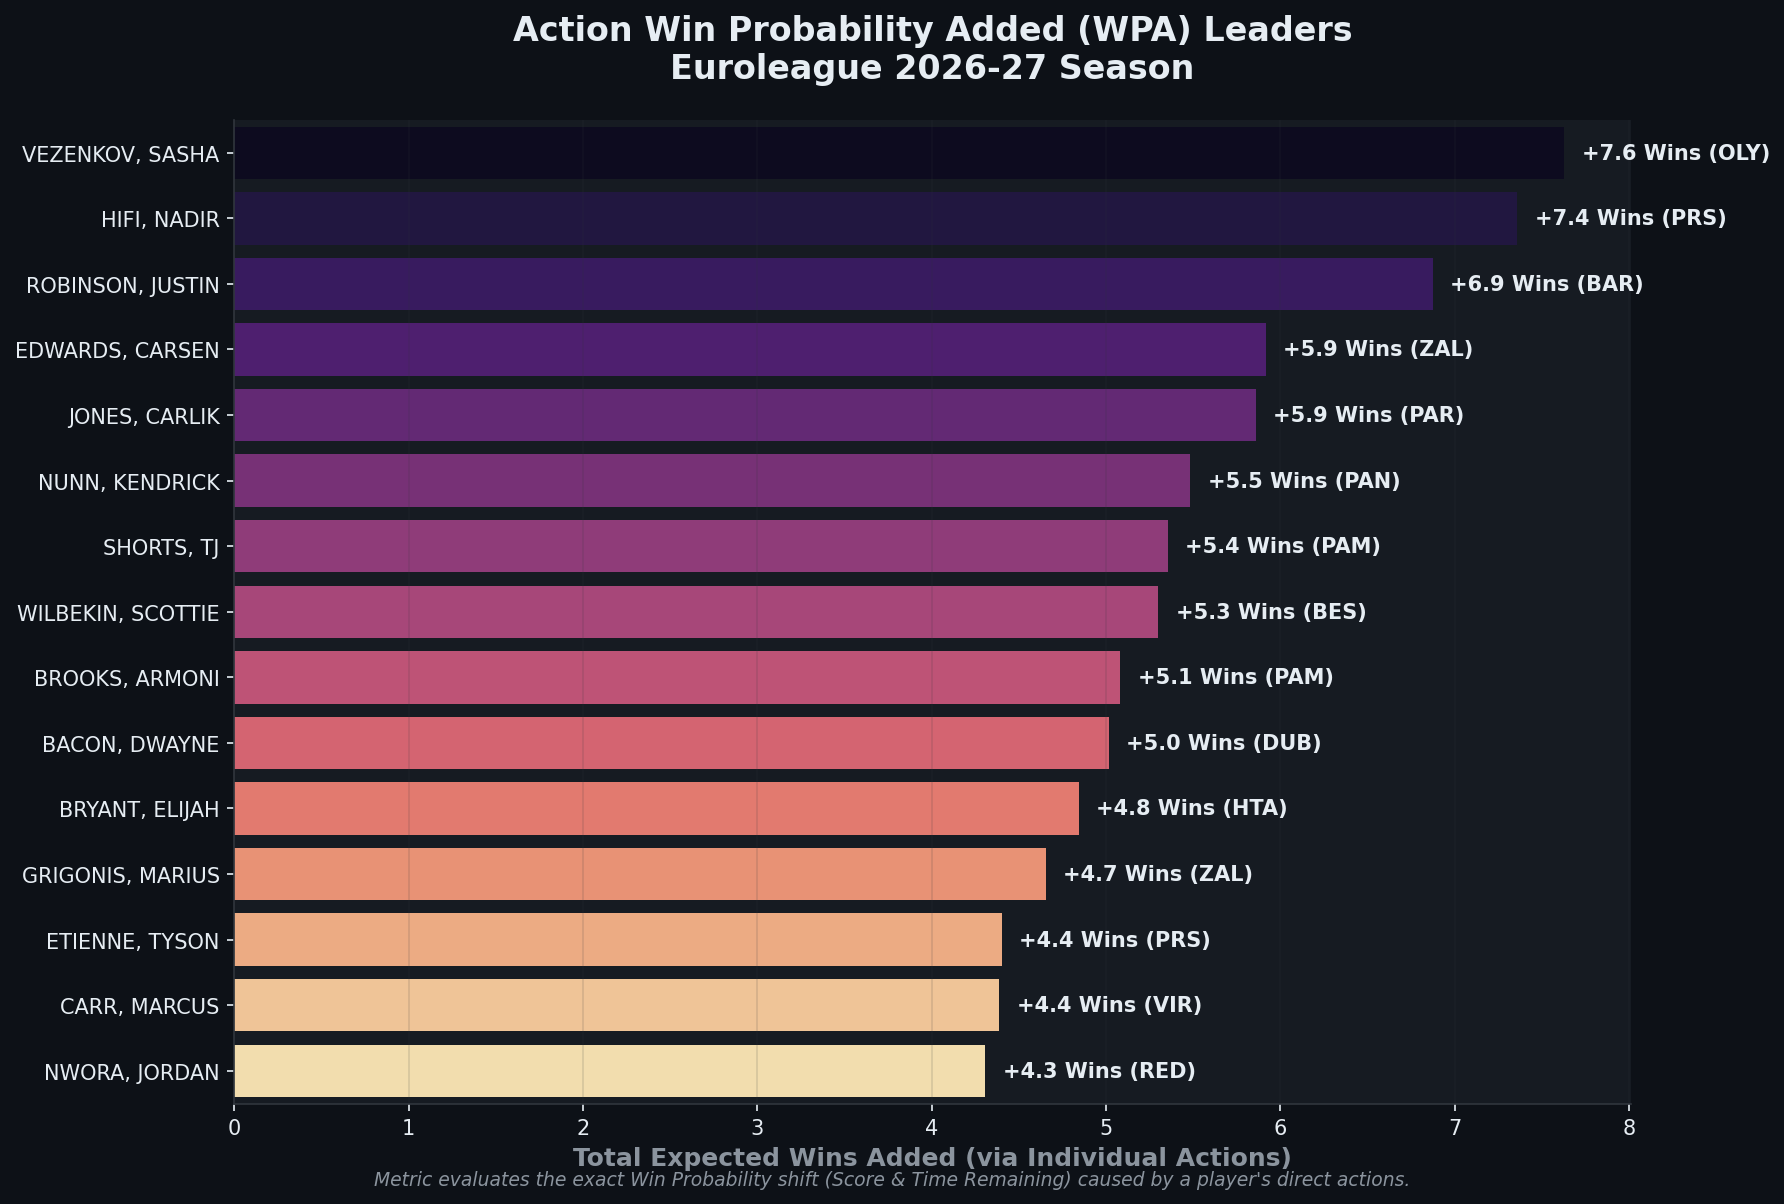 Action Win Probability Added (WPA) Leaders
Euroleague 2026-27 Season
VEZENKOV, SASHA +7.6 Wins (OLY)
HIFI, NADIR +7.4 Wins (PRS)
ROBINSON, JUSTIN +6.9 Wins (BAR)
EDWARDS, CARSEN +5.9 Wins (ZAL)
JONES, CARLIK +5.9 Wins (PAR)
NUNN, KENDRICK +5.5 Wins (PAN)
SHORTS, TJ +5.4 Wins (PAM)
WILBEKIN, SCOTTIE +5.3 Wins (BES)
BROOKS, ARMONI +5.1 Wins (PAM)
BACON, DWAYNE +5.0 Wins (DUB)
BRYANT, ELIJAH +4.8 Wins (HTA)
GRIGONIS, MARIUS +4.7 Wins (ZAL)
ETIENNE, TYSON +4.4 Wins (PRS)
CARR, MARCUS +4.4 Wins (VIR)
NWORA, JORDAN +4.3 Wins (RED)
0 1 2 3 4 5 6 7 8
Total Expected Wins Added (via Individual Actions)
Metric evaluates the exact Win Probability shift (Score & Time Remaining) caused by a player's direct actions.